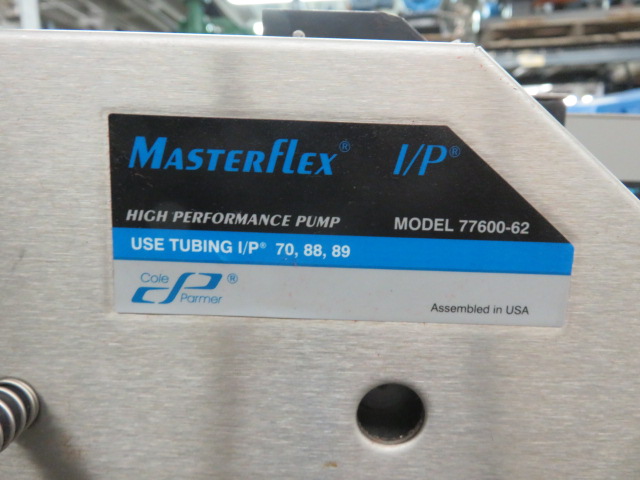 MASTERFLEX® I/P®
HIGH PERFORMANCE PUMP MODEL 77600-62
USE TUBING I/P® 70, 88, 89
Cole Parmer ®
Assembled in USA